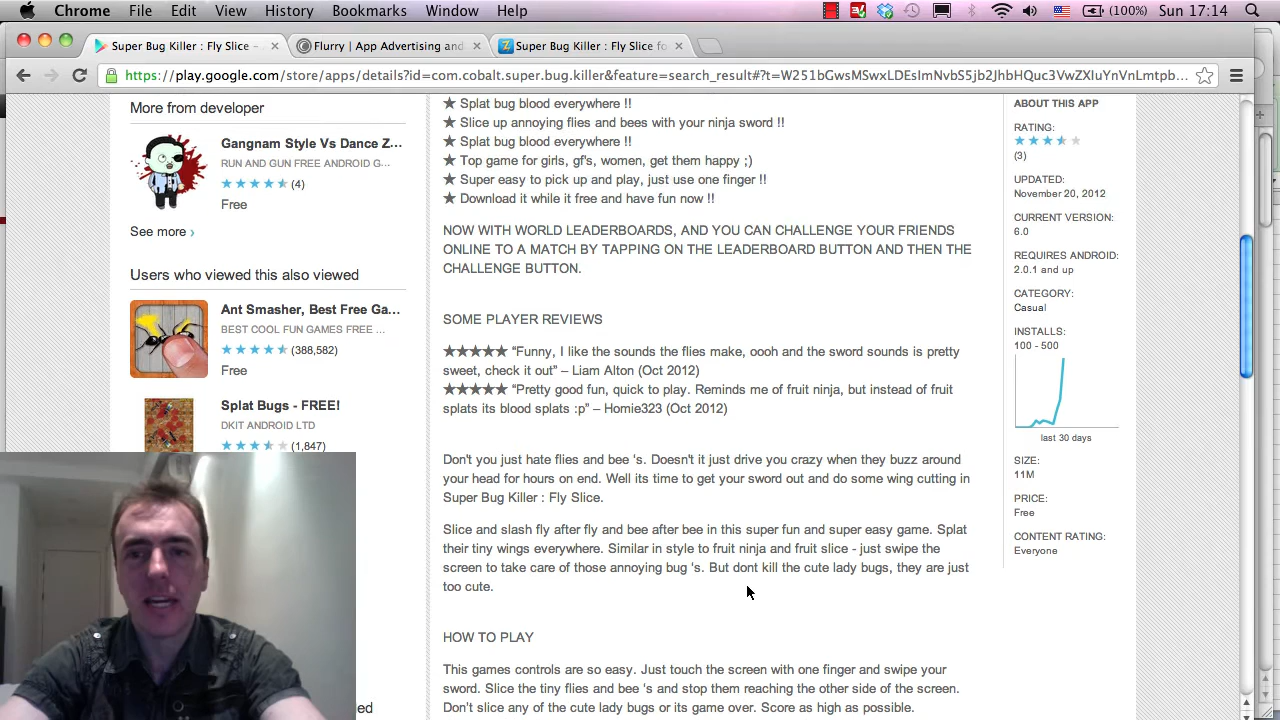 Chrome File Edit View History Bookmarks Window Help (100%) Sun 17:14
Super Bug Killer : Fly Slice - Flurry | App Advertising and Super Bug Killer : Fly Slice fo
https://play.google.com/store/apps/details?id=com.cobalt.super.bug.killer&feature=search_result#?t=W251bGwsMSwxLDEsImNvbS5jb2JhbHQuc3VwZXIuYnVnLmtpb...
More from developer
Gangnam Style Vs Dance Z...
RUN AND GUN FREE ANDROID G...
★★★★★ (4)
Free
See more ›
Users who viewed this also viewed
Ant Smasher, Best Free Ga...
BEST COOL FUN GAMES FREE ...
★★★★★ (388,582)
Free
Splat Bugs - FREE!
DKIT ANDROID LTD
★★★★★ (1,847)
ed
★ Splat bug blood everywhere !!
★ Slice up annoying flies and bees with your ninja sword !!
★ Splat bug blood everywhere !!
★ Top game for girls, gf's, women, get them happy ;)
★ Super easy to pick up and play, just use one finger !!
★ Download it while it free and have fun now !!
NOW WITH WORLD LEADERBOARDS, AND YOU CAN CHALLENGE YOUR FRIENDS
ONLINE TO A MATCH BY TAPPING ON THE LEADERBOARD BUTTON AND THEN THE
CHALLENGE BUTTON.
SOME PLAYER REVIEWS
★★★★★ “Funny, I like the sounds the flies make, oooh and the sword sounds is pretty
sweet, check it out” – Liam Alton (Oct 2012)
★★★★★ “Pretty good fun, quick to play. Reminds me of fruit ninja, but instead of fruit
splats its blood splats :p” – Homie323 (Oct 2012)
Don't you just hate flies and bee 's. Doesn't it just drive you crazy when they buzz around
your head for hours on end. Well its time to get your sword out and do some wing cutting in
Super Bug Killer : Fly Slice.
Slice and slash fly after fly and bee after bee in this super fun and super easy game. Splat
their tiny wings everywhere. Similar in style to fruit ninja and fruit slice - just swipe the
screen to take care of those annoying bug 's. But dont kill the cute lady bugs, they are just
too cute.
HOW TO PLAY
This games controls are so easy. Just touch the screen with one finger and swipe your
sword. Slice the tiny flies and bee 's and stop them reaching the other side of the screen.
Don't slice any of the cute lady bugs or its game over. Score as high as possible.
ABOUT THIS APP
RATING:
★★★★★
(3)
UPDATED:
November 20, 2012
CURRENT VERSION:
6.0
REQUIRES ANDROID:
2.0.1 and up
CATEGORY:
Casual
INSTALLS:
100 - 500
last 30 days
SIZE:
11M
PRICE:
Free
CONTENT RATING:
Everyone